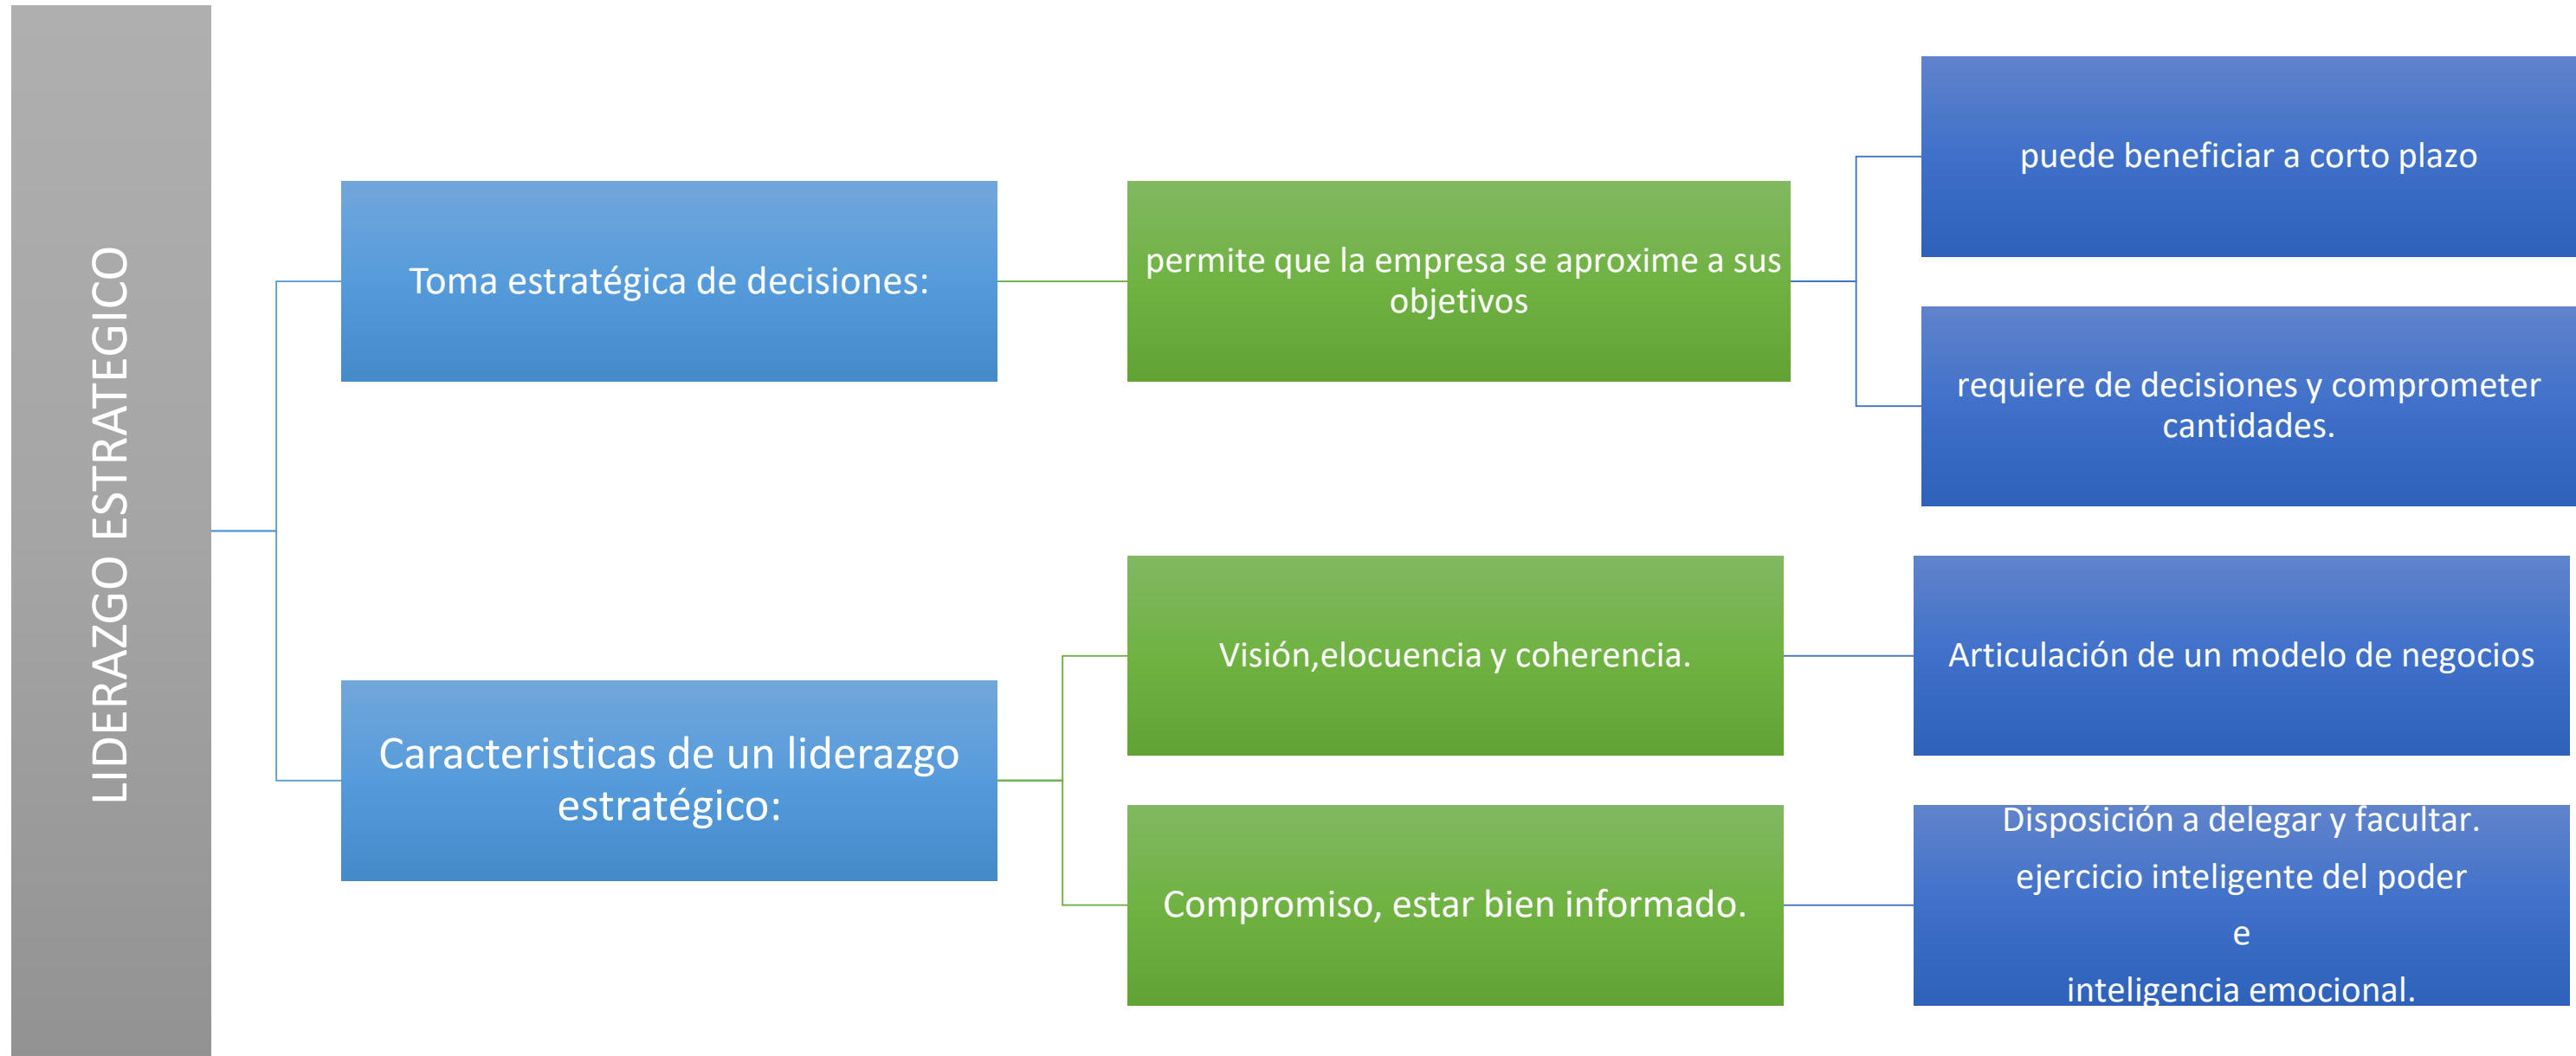 LIDERAZGO ESTRATEGICO
Toma estratégica de decisiones:
permite que la empresa se aproxime a sus
objetivos
puede beneficiar a corto plazo
requiere de decisiones y comprometer
cantidades.
Caracteristicas de un liderazgo
estratégico:
Visión,elocuencia y coherencia.
Articulación de un modelo de negocios
Compromiso, estar bien informado.
Disposición a delegar y facultar.
ejercicio inteligente del poder
e
inteligencia emocional.